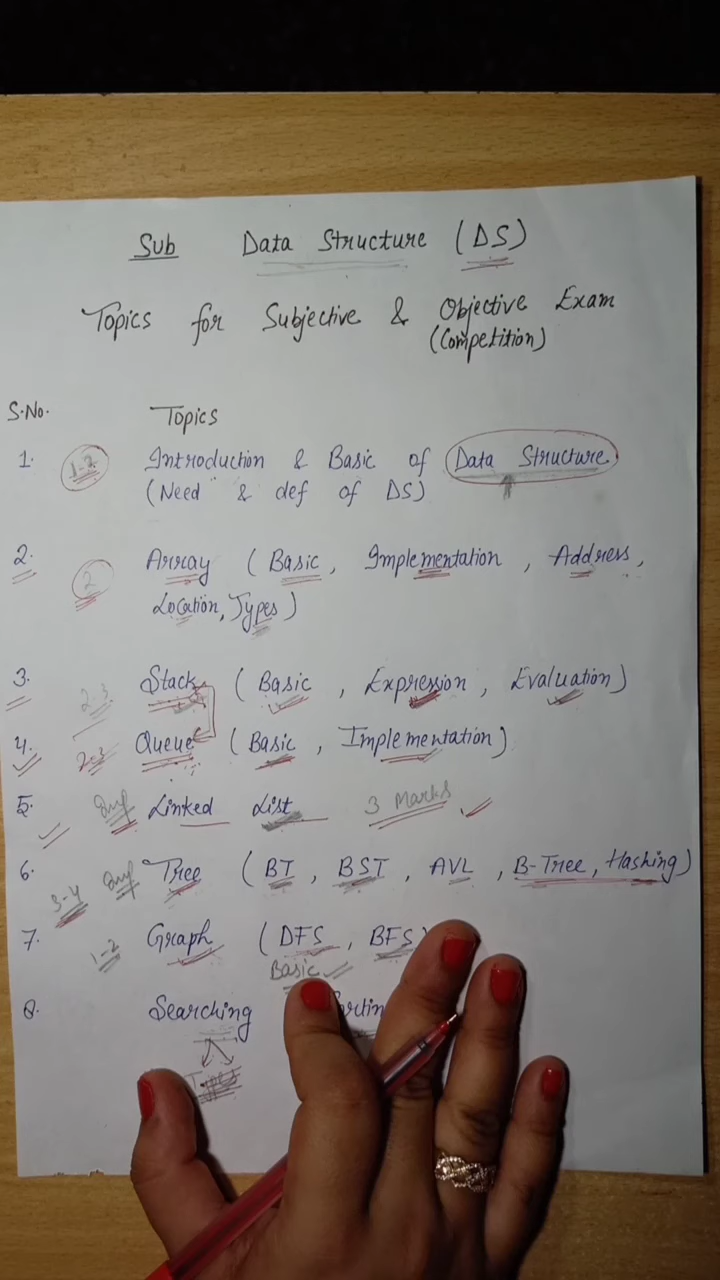 Sub Data Structure (DS)
Topics for Subjective & Objective Exam
(Competition)
S.No. Topics
1. 1-2 Introduction & Basic of Data Structure
(Need & def of DS)
2. 2 Array (Basic, Implementation, Address,
Location, Types)
3. 2-3 Stack (Basic, Expression, Evaluation)
4. 2-3 Queue (Basic, Implementation)
5. Imp Linked List 3 Marks
6. 3-4 Imp Tree (BT, BST, AVL, B-Tree, Hashing)
7. 1-2 Graph (DFS, BFS)
Basic
8. Searching